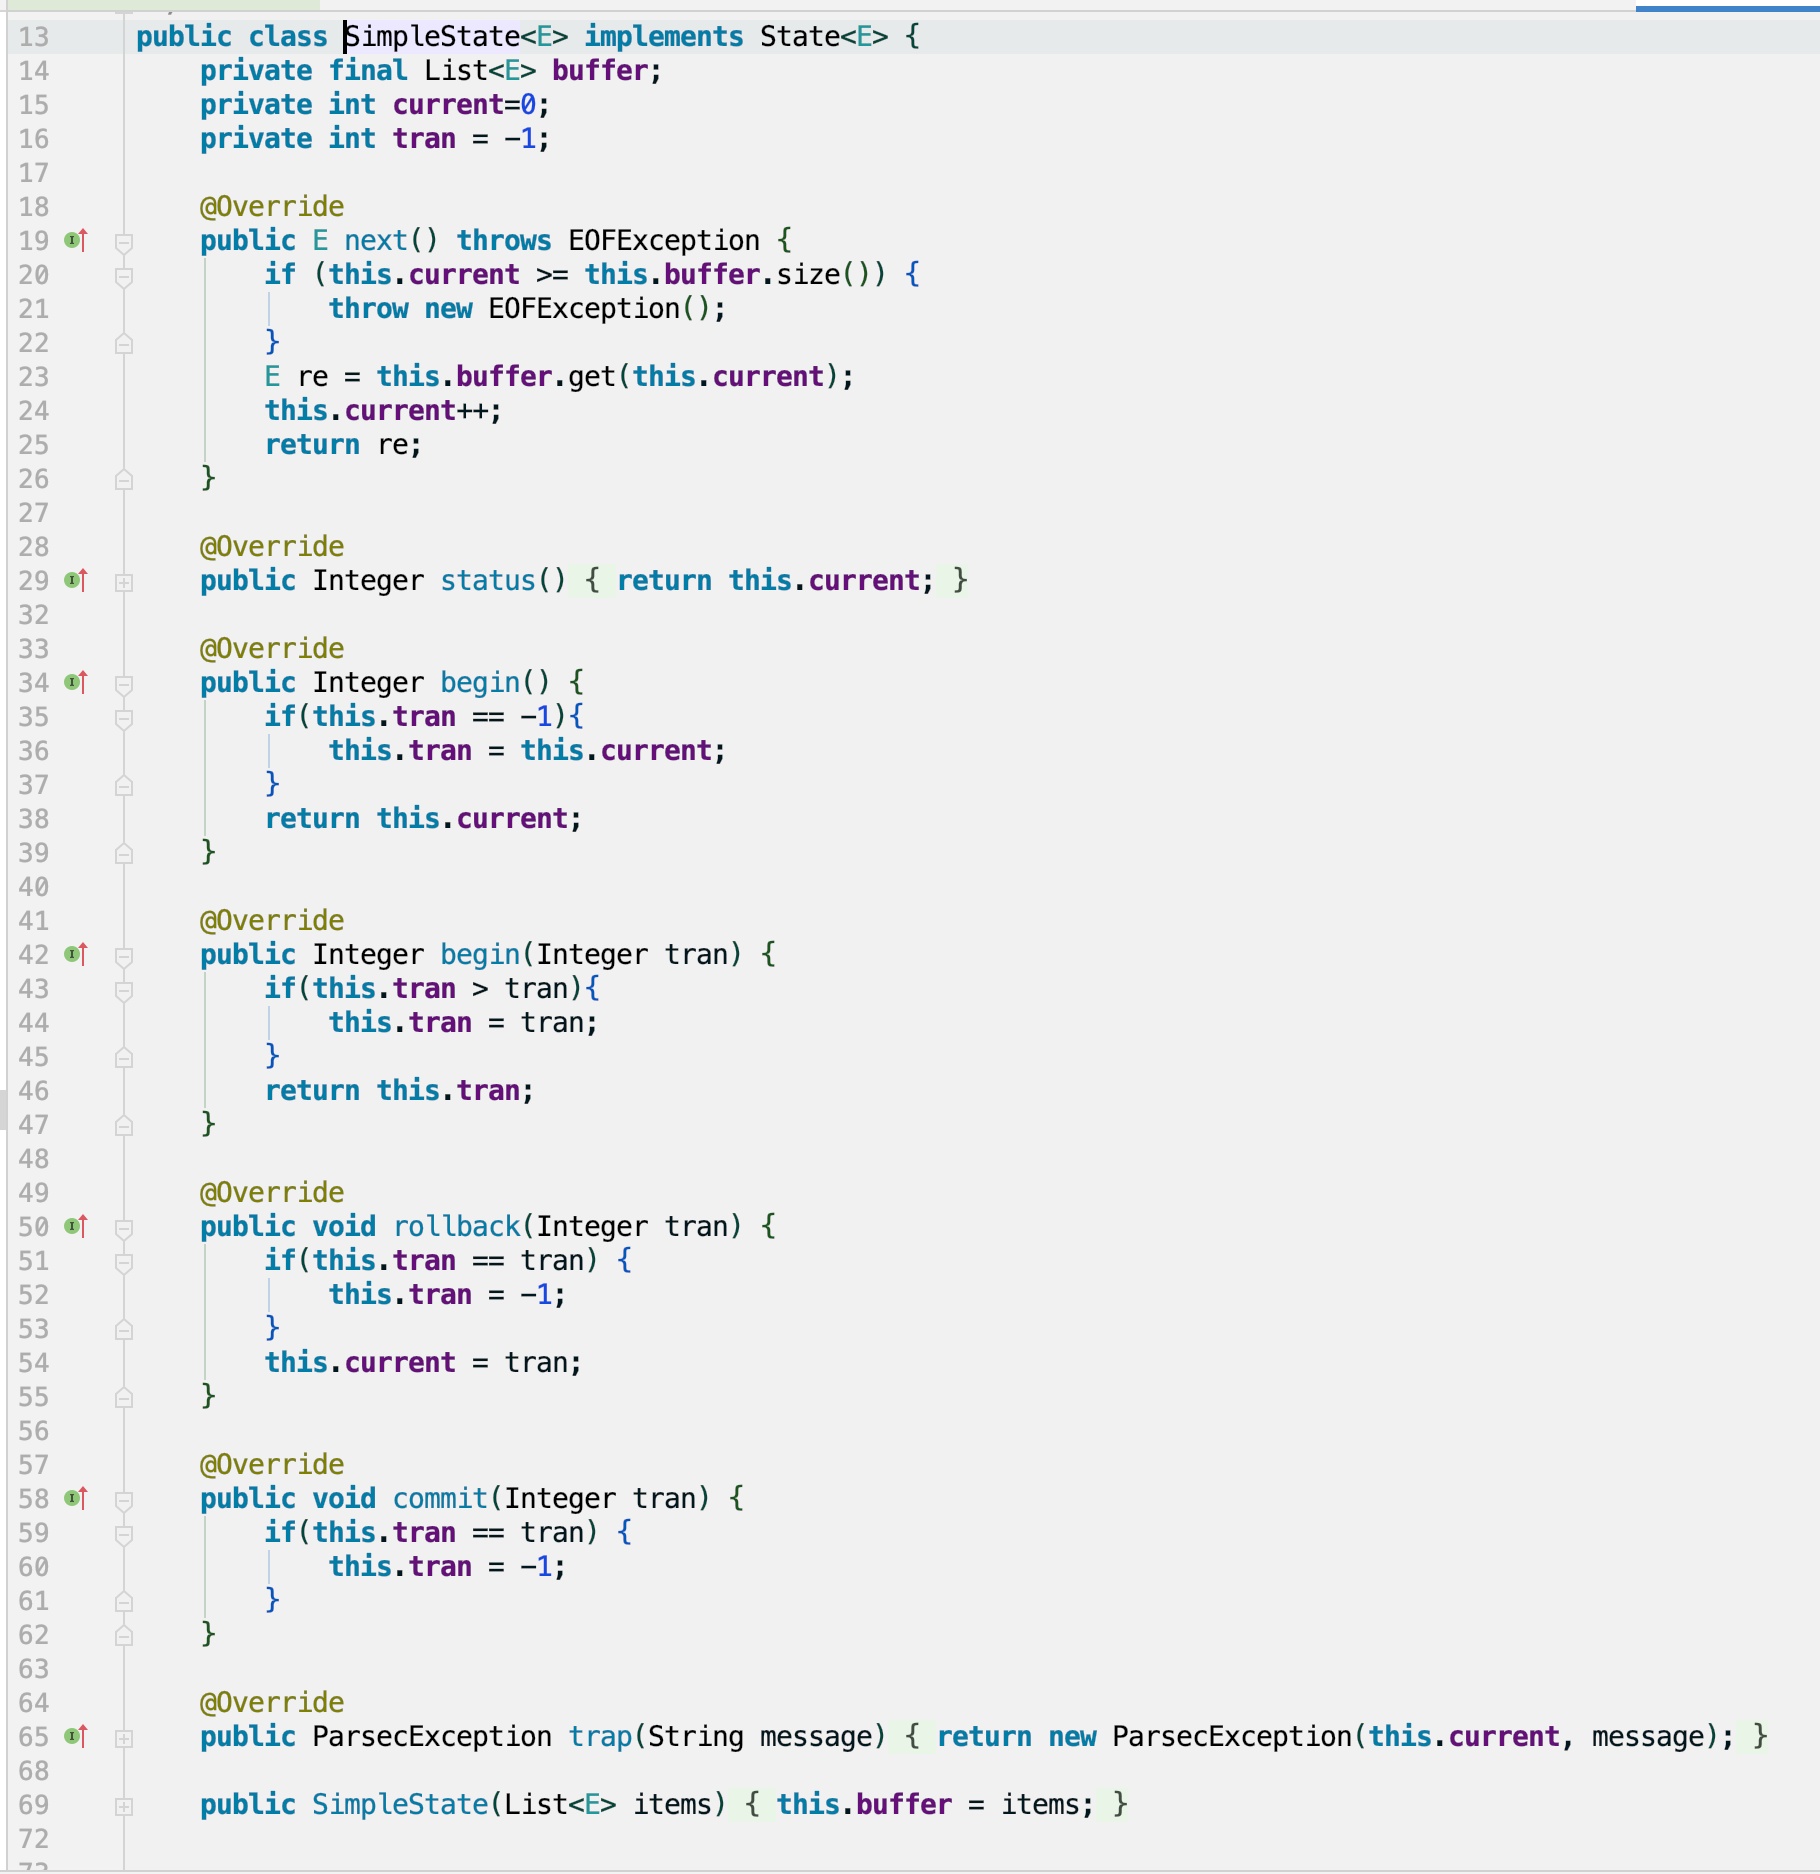 13 public class SimpleState<E> implements State<E> {
14 private final List<E> buffer;
15 private int current=0;
16 private int tran = -1;
17
18 @Override
19 public E next() throws EOFException {
20 if (this.current >= this.buffer.size()) {
21 throw new EOFException();
22 }
23 E re = this.buffer.get(this.current);
24 this.current++;
25 return re;
26 }
27
28 @Override
29 public Integer status() { return this.current; }
32
33 @Override
34 public Integer begin() {
35 if(this.tran == -1){
36 this.tran = this.current;
37 }
38 return this.current;
39 }
40
41 @Override
42 public Integer begin(Integer tran) {
43 if(this.tran > tran){
44 this.tran = tran;
45 }
46 return this.tran;
47 }
48
49 @Override
50 public void rollback(Integer tran) {
51 if(this.tran == tran) {
52 this.tran = -1;
53 }
54 this.current = tran;
55 }
56
57 @Override
58 public void commit(Integer tran) {
59 if(this.tran == tran) {
60 this.tran = -1;
61 }
62 }
63
64 @Override
65 public ParsecException trap(String message) { return new ParsecException(this.current, message); }
68
69 public SimpleState(List<E> items) { this.buffer = items; }
72